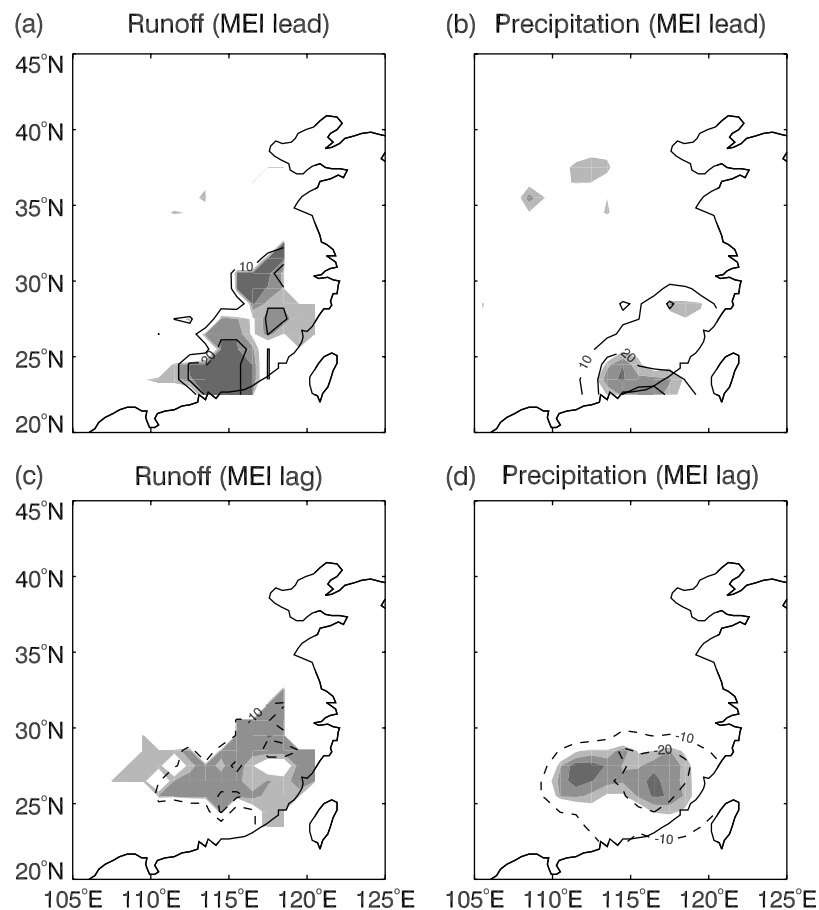 (a) Runoff (MEI lead)
(b) Precipitation (MEI lead)
45°N
40°N
35°N
30°N
25°N
20°N
10
20
10
20
(c) Runoff (MEI lag)
(d) Precipitation (MEI lag)
45°N
40°N
35°N
30°N
25°N
20°N
-10
-10
-20
-10
105°E 110°E 115°E 120°E 125°E
105°E 110°E 115°E 120°E 125°E